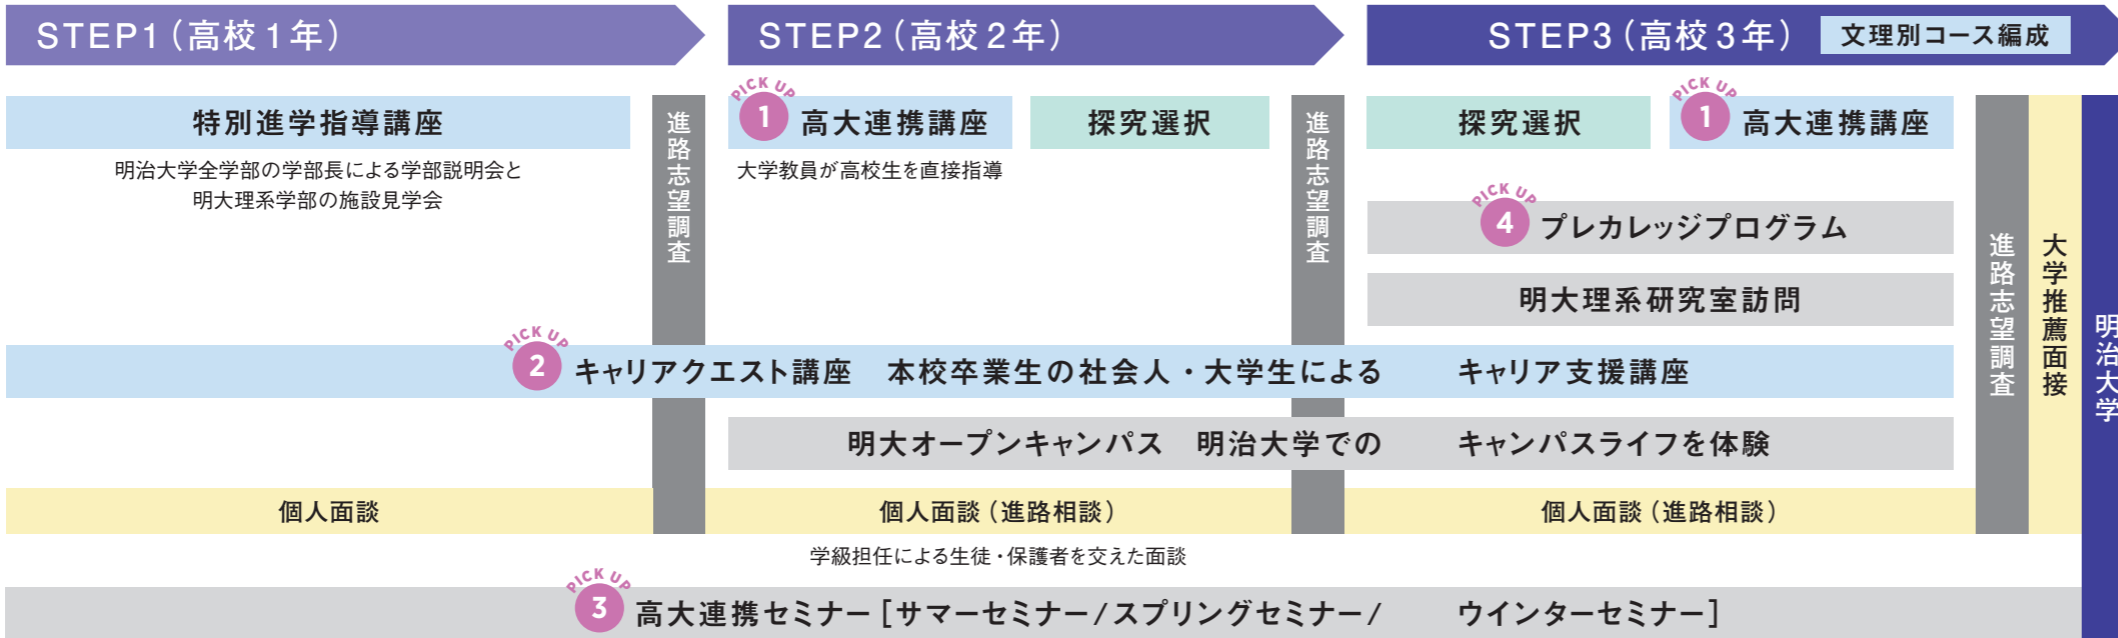 STEP1（高校1年）
STEP2（高校2年）
STEP3（高校3年） 文理別コース編成
特別進学指導講座
明治大学全学部の学部長による学部説明会と
明大理系学部の施設見学会
進路志望調査
PICK UP
1 高大連携講座
大学教員が高校生を直接指導
探究選択
進路志望調査
探究選択
PICK UP
1 高大連携講座
PICK UP
4 プレカレッジプログラム
明大理系研究室訪問
PICK UP
2 キャリアクエスト講座 本校卒業生の社会人・大学生による キャリア支援講座
明大オープンキャンパス 明治大学での キャンパスライフを体験
個人面談
個人面談（進路相談）
個人面談（進路相談）
学級担任による生徒・保護者を交えた面談
進路志望調査
大学推薦面接
明治大学
PICK UP
3 高大連携セミナー［サマーセミナー/スプリングセミナー/ ウインターセミナー］